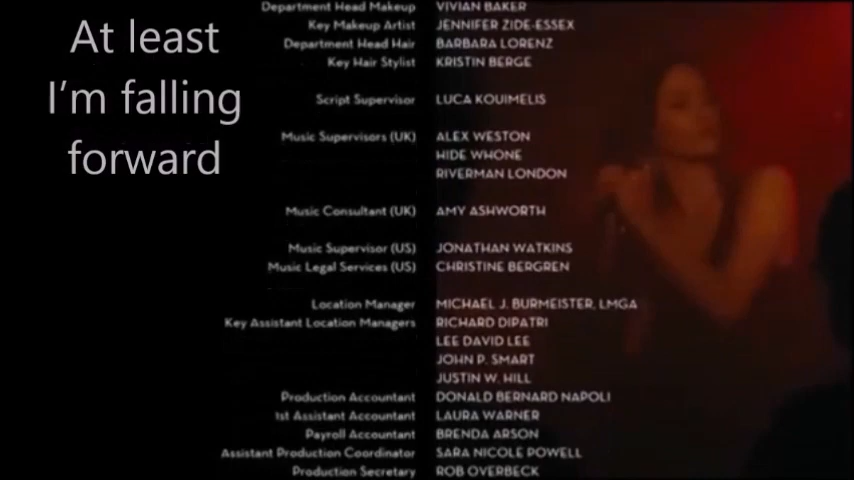 At least
I'm falling
forward
Department Head Makeup VIVIAN BAKER
Key Makeup Artist JENNIFER ZIDE-ESSEX
Department Head Hair BARBARA LORENZ
Key Hair Stylist KRISTIN BERGE
Script Supervisor LUCA KOUIMELIS
Music Supervisors (UK) ALEX WESTON
HIDE WHONE
RIVERMAN LONDON
Music Consultant (UK) AMY ASHWORTH
Music Supervisor (US) JONATHAN WATKINS
Music Legal Services (US) CHRISTINE BERGREN
Location Manager MICHAEL J. BURMEISTER, LMGA
Key Assistant Location Managers RICHARD DIPATRI
LEE DAVID LEE
JOHN P. SMART
JUSTIN W. HILL
Production Accountant DONALD BERNARD NAPOLI
1st Assistant Accountant LAURA WARNER
Payroll Accountant BRENDA ARSON
Assistant Production Coordinator SARA NICOLE POWELL
Production Secretary ROB OVERBECK